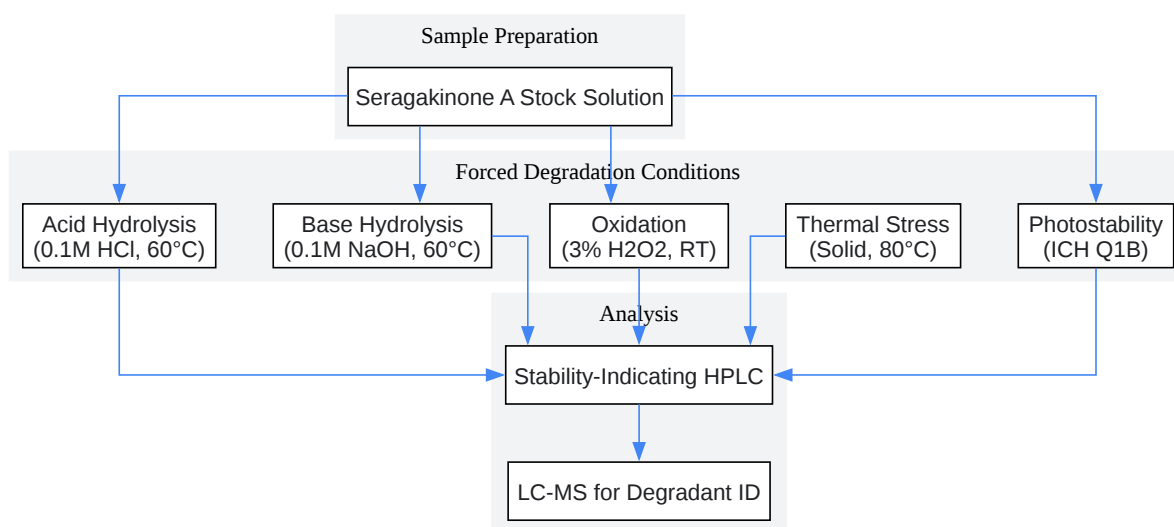 Sample Preparation
Seragakinone A Stock Solution
Forced Degradation Conditions
Acid Hydrolysis
(0.1M HCl, 60°C)
Base Hydrolysis
(0.1M NaOH, 60°C)
Oxidation
(3% H2O2, RT)
Thermal Stress
(Solid, 80°C)
Photostability
(ICH Q1B)
Analysis
Stability-Indicating HPLC
LC-MS for Degradant ID